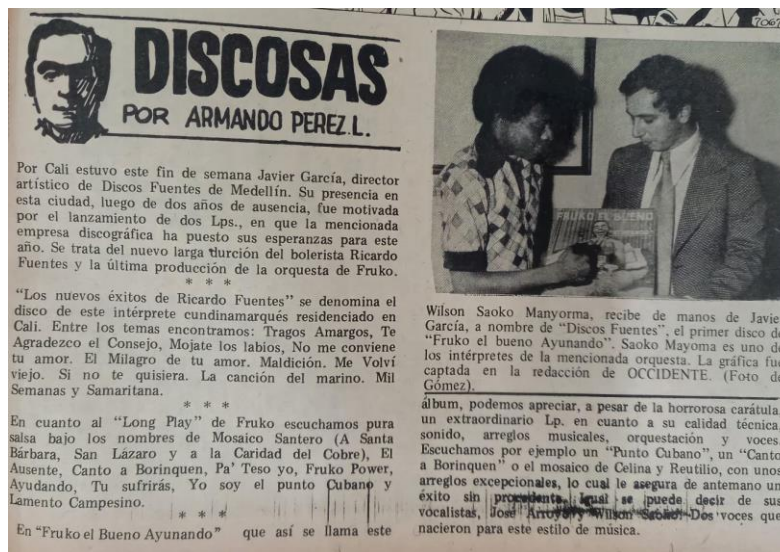 7067
DISCOSAS
POR ARMANDO PEREZ.L.
Por Cali estuvo este fin de semana Javier García, director
artístico de Discos Fuentes de Medellín. Su presencia en
esta ciudad, luego de dos años de ausencia, fue motivada
por el lanzamiento de dos Lps., en que la mencionada
empresa discográfica ha puesto sus esperanzas para este
año. Se trata del nuevo larga durción del bolerista Ricardo
Fuentes y la última producción de la orquesta de Fruko.
* * *
"Los nuevos éxitos de Ricardo Fuentes" se denomina el
disco de este intérprete cundinamarqués residenciado en
Cali. Entre los temas encontramos: Tragos Amargos, Te
Agradezco el Consejo, Mojate los labios, No me conviene
tu amor. El Milagro de tu amor. Maldición. Me Volví
viejo. Si no te quisiera. La canción del marino. Mil
Semanas y Samaritana.
* * *
En cuanto al "Long Play" de Fruko escuchamos pura
salsa bajo los nombres de Mosaico Santero (A Santa
Bárbara, San Lázaro y a la Caridad del Cobre), El
Ausente, Canto a Borinquen, Pa' Teso yo, Fruko Power,
Ayudando, Tu sufrirás, Yo soy el punto Cubano y
Lamento Campesino.
* * *
En "Fruko el Bueno Ayunando" que así se llama este
FRUKO EL BUENO
Wilson Saoko Manyorma, recibe de manos de Javie
García, a nombre de "Discos Fuentes", el primer disco d
"Fruko el bueno Ayunando". Saoko Mayoma es uno de
los intérpretes de la mencionada orquesta. La gráfica fue
captada en la redacción de OCCIDENTE. (Foto de
Gómez).
álbum, podemos apreciar, a pesar de la horrorosa carátula,
un extraordinario Lp. en cuanto a su calidad técnica,
sonido, arreglos musicales, orquestación y voces.
Escuchamos por ejemplo un "Punto Cubano", un "Canto
a Borinquen" o el mosaico de Celina y Reutilio, con unos
arreglos excepcionales, lo cual le asegura de antemano un
éxito sin precedente. Igual se puede decir de sus
vocalistas, José Arroyo y Wilson Saoko. Dos voces que
nacieron para este estilo de música.